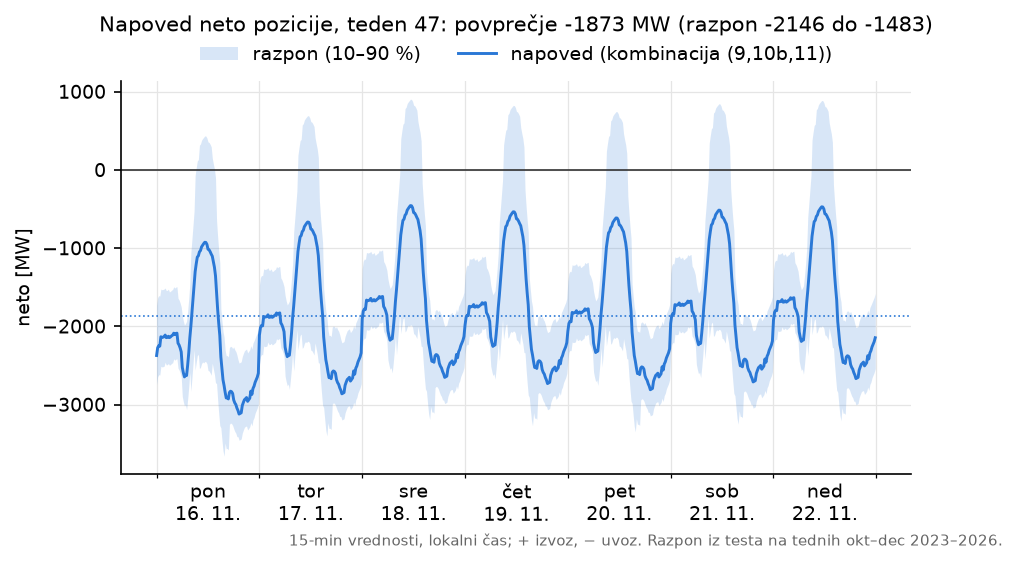 Napoved neto pozicije, teden 47: povprečje -1873 MW (razpon -2146 do -1483)
razpon (10–90 %)
napoved (kombinacija (9,10b,11))
neto [MW]
1000
0
−1000
−2000
−3000
pon
16. 11.
tor
17. 11.
sre
18. 11.
čet
19. 11.
pet
20. 11.
sob
21. 11.
ned
22. 11.
15-min vrednosti, lokalni čas; + izvoz, − uvoz. Razpon iz testa na tednih okt–dec 2023–2026.